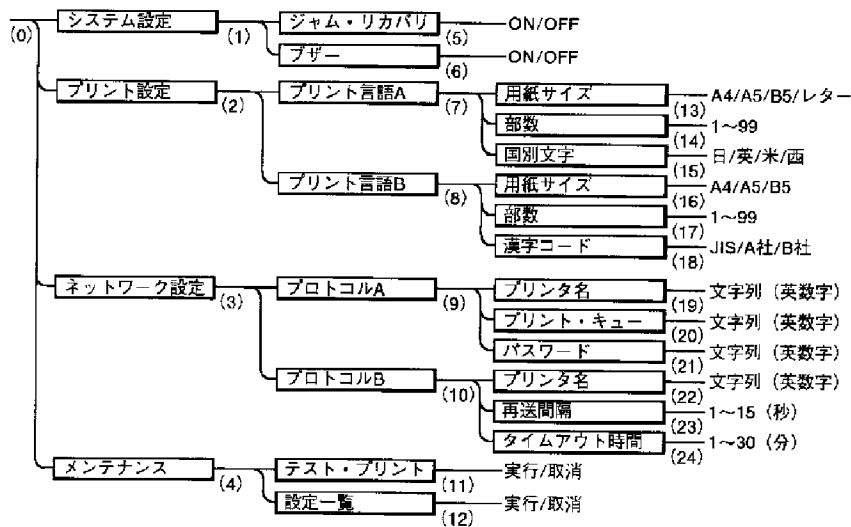 (0)
システム設定
(1)
ジャム・リカバリ
(5)
ON/OFF
ブザー
(6)
ON/OFF
プリント設定
(2)
プリント言語A
(7)
用紙サイズ
(13)
A4/A5/B5/レター
部数
(14)
1〜99
国別文字
(15)
日/英/米/西
プリント言語B
(8)
用紙サイズ
(16)
A4/A5/B5
部数
(17)
1〜99
漢字コード
(18)
JIS/A社/B社
ネットワーク設定
(3)
プロトコルA
(9)
プリンタ名
(19)
文字列（英数字）
プリント・キュー
(20)
文字列（英数字）
パスワード
(21)
文字列（英数字）
プロトコルB
(10)
プリンタ名
(22)
文字列（英数字）
再送間隔
(23)
1〜15（秒）
タイムアウト時間
(24)
1〜30（分）
メンテナンス
(4)
テスト・プリント
(11)
実行/取消
設定一覧
(12)
実行/取消